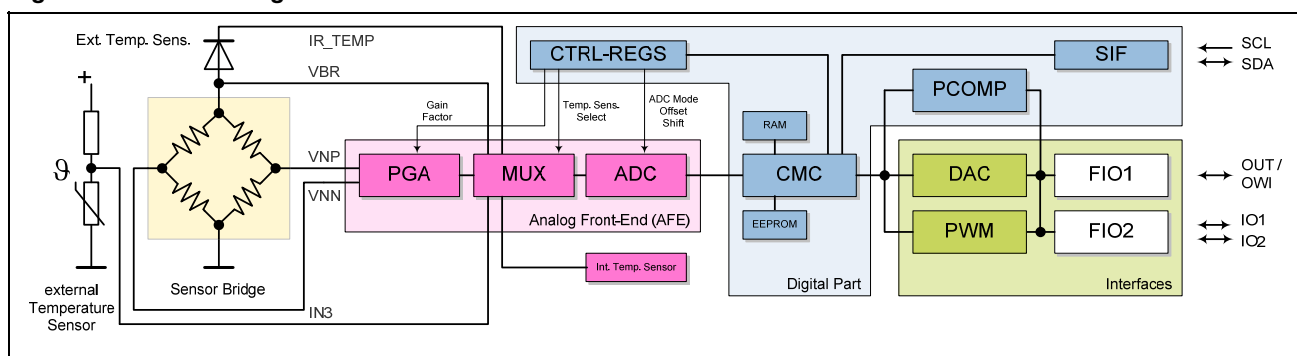 Ext. Temp. Sens.
IR_TEMP
VBR
+
ϑ
external
Temperature
Sensor
Sensor Bridge
VNP
VNN
IN3
CTRL-REGS
Gain
Factor
Temp. Sens.
Select
ADC Mode
Offset
Shift
PGA
MUX
ADC
Analog Front-End (AFE)
Int. Temp. Sensor
RAM
CMC
EEPROM
Digital Part
SIF
PCOMP
DAC
PWM
FIO1
FIO2
Interfaces
SCL
SDA
OUT /
OWI
IO1
IO2